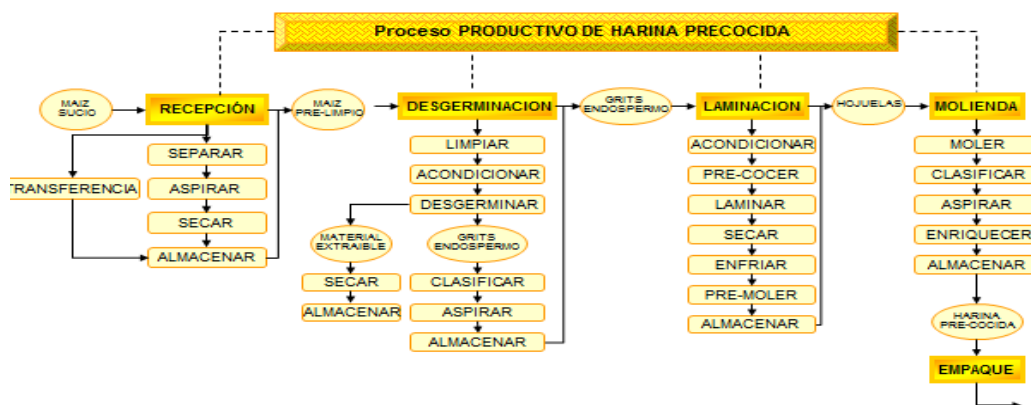 Proceso PRODUCTIVO DE HARINA PRECOCIDA
MAIZ
SUCIO
RECEPCIÓN
MAIZ
PRE-LIMPIO
DESGERMINACION
GRITS
ENDOSPERMO
LAMINACION
HOJUELAS
MOLIENDA
TRANSFERENCIA
SEPARAR
ASPIRAR
SECAR
ALMACENAR
LIMPIAR
ACONDICIONAR
DESGERMINAR
MATERIAL
EXTRAIBLE
SECAR
ALMACENAR
GRITS
ENDOSPERMO
CLASIFICAR
ASPIRAR
ALMACENAR
ACONDICIONAR
PRE-COCER
LAMINAR
SECAR
ENFRIAR
PRE-MOLER
ALMACENAR
MOLER
CLASIFICAR
ASPIRAR
ENRIQUECER
ALMACENAR
HARINA
PRE-COCIDA
EMPAQUE